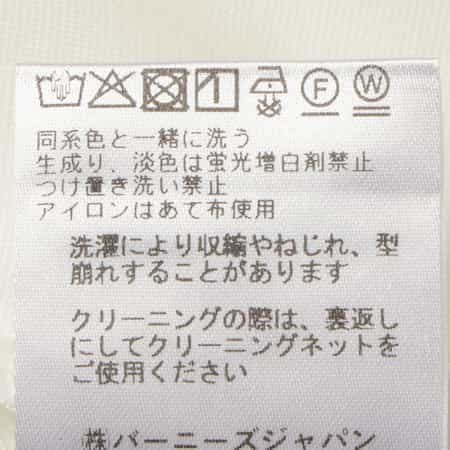 F W
同系色と一緒に洗う
生成り、淡色は蛍光増白剤禁止
つけ置き洗い禁止
アイロンはあて布使用
洗濯により収縮やねじれ、型
崩れすることがあります
クリーニングの際は、裏返し
にしてクリーニングネットを
ご使用ください
㈱バーニーズジャパン